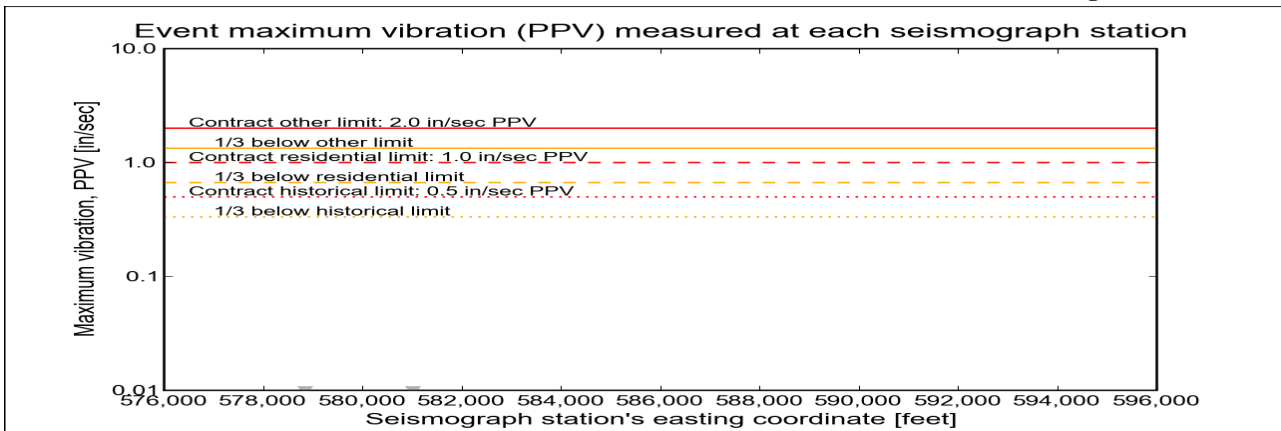 Event maximum vibration (PPV) measured at each seismograph station
10.0
Contract other limit: 2.0 in/sec PPV
1/3 below other limit
Contract residential limit: 1.0 in/sec PPV
1.0
1/3 below residential limit
Contract historical limit; 0.5 in/sec PPV
1/3 below historical limit
0.1
0.01
Maximum vibration, PPV [in/sec]
576,000 578,000 580,000 582,000 584,000 586,000 588,000 590,000 592,000 594,000 596,000
Seismograph station's easting coordinate [feet]